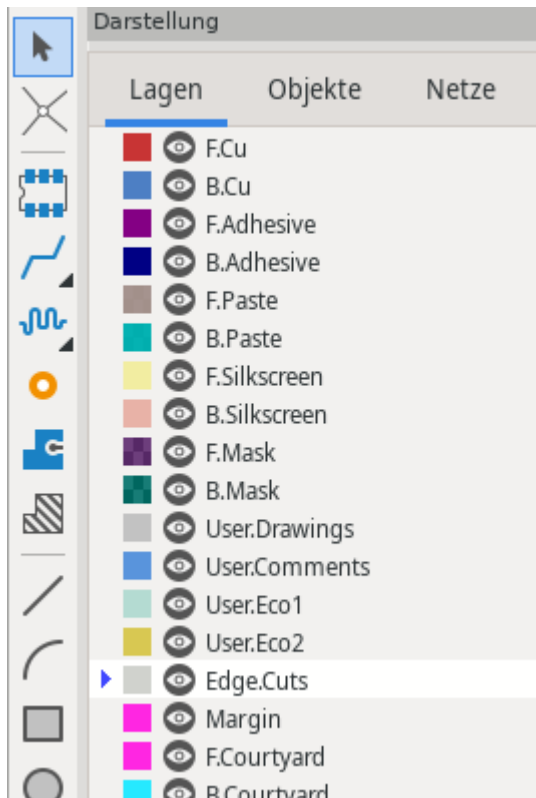 Darstellung
Lagen Objekte Netze
F.Cu
B.Cu
F.Adhesive
B.Adhesive
F.Paste
B.Paste
F.Silkscreen
B.Silkscreen
F.Mask
B.Mask
User.Drawings
User.Comments
User.Eco1
User.Eco2
Edge.Cuts
Margin
F.Courtyard
B.Courtyard